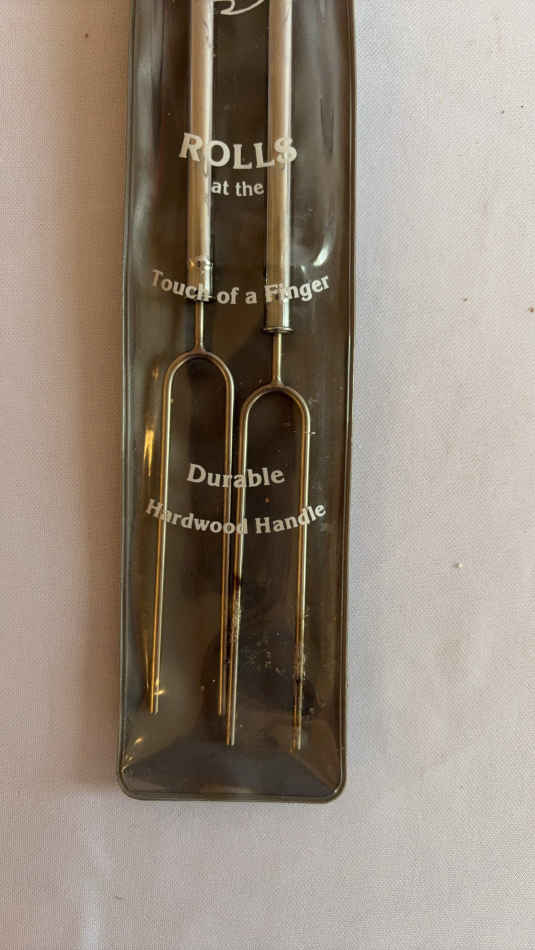 ROLLS
at the
Touch of a Finger
Durable
Hardwood Handle